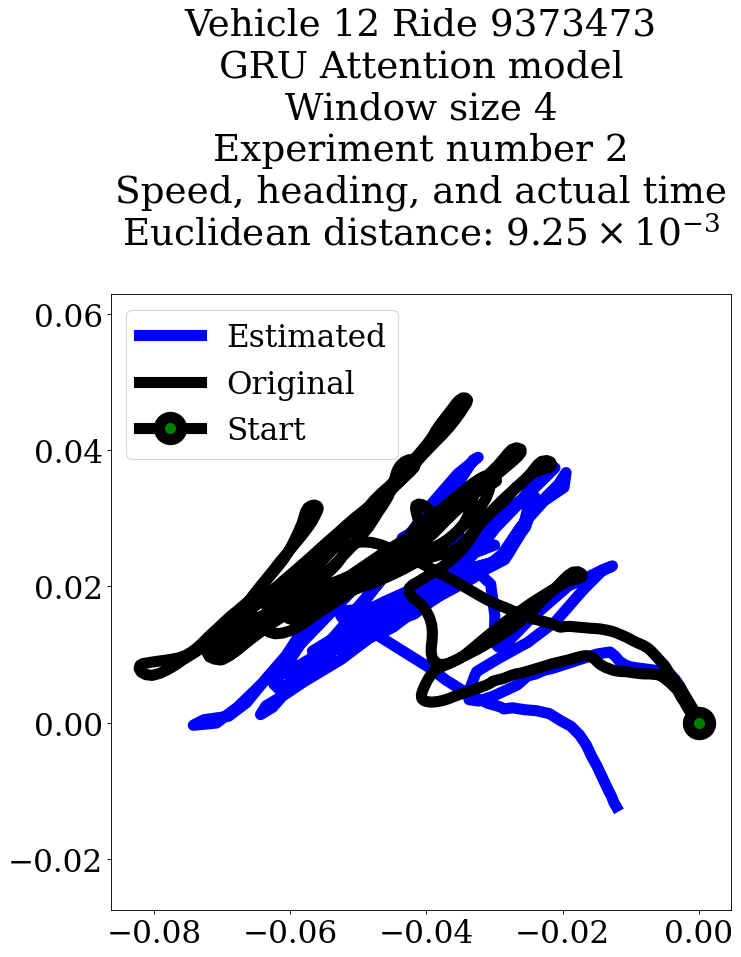 Vehicle 12 Ride 9373473
GRU Attention model
Window size 4
Experiment number 2
Speed, heading, and actual time
Euclidean distance: 9.25 × 10⁻³
0.06
0.04
0.02
0.00
−0.02
Estimated
Original
Start
−0.08 −0.06 −0.04 −0.02 0.00